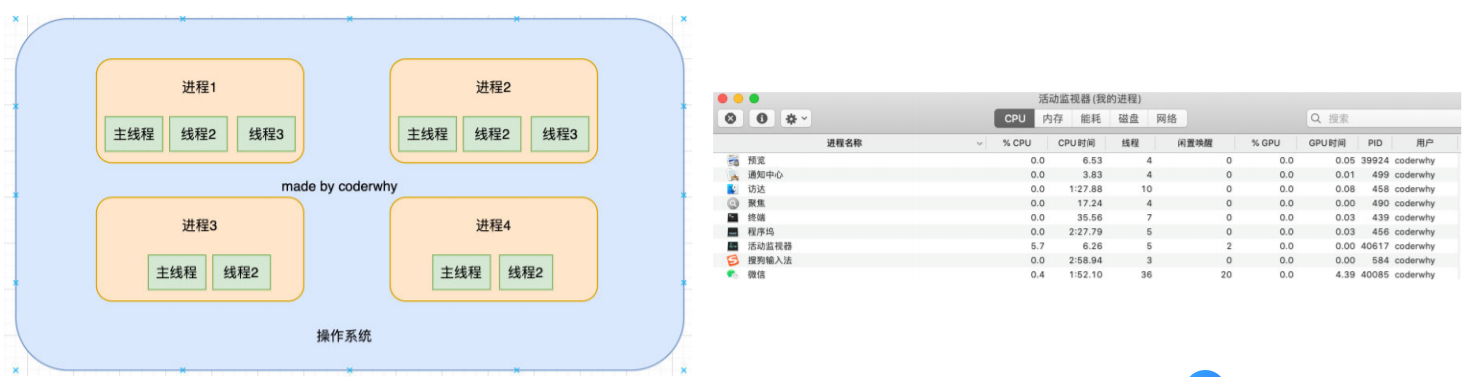 进程1
主线程 线程2 线程3
进程2
主线程 线程2 线程3
made by coderwhy
进程3
主线程 线程2
进程4
主线程 线程2
操作系统
活动监视器 (我的进程)
CPU 内存 能耗 磁盘 网络
搜索
进程名称 % CPU CPU时间 线程 闲置唤醒 % GPU GPU时间 PID 用户
预览 0.0 6.53 4 0 0.0 0.05 39924 coderwhy
通知中心 0.0 3.83 4 0 0.0 0.01 499 coderwhy
访达 0.0 1:27.88 10 0 0.0 0.08 458 coderwhy
聚焦 0.0 17.24 4 0 0.0 0.00 490 coderwhy
终端 0.0 35.56 7 0 0.0 0.03 439 coderwhy
程序坞 0.0 2:27.79 5 0 0.0 0.03 456 coderwhy
活动监视器 5.7 6.26 5 2 0.0 0.00 40617 coderwhy
搜狗输入法 0.0 2:58.94 3 0 0.0 0.00 584 coderwhy
微信 0.4 1:52.10 36 20 0.0 4.39 40085 coderwhy